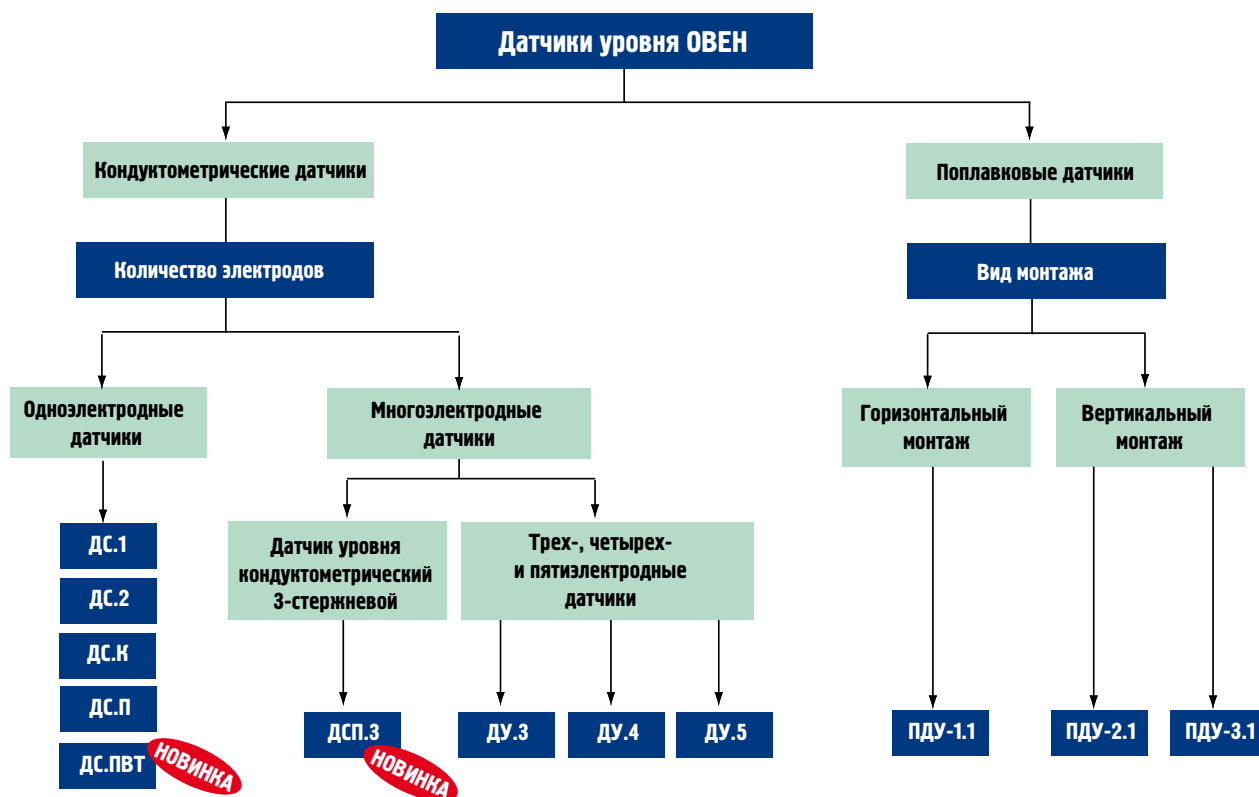 Датчики уровня ОВЕН
Кондуктометрические датчики
Поплавковые датчики
Количество электродов
Вид монтажа
Одноэлектродные
датчики
Многоэлектродные
датчики
Горизонтальный
монтаж
Вертикальный
монтаж
Датчик уровня
кондуктометрический
3-стержневой
Трех-, четырех-
и пятиэлектродные
датчики
ДС.1
ДС.2
ДС.К
ДС.П
ДС.ПВТ
НОВИНКА
ДСП.3
НОВИНКА
ДУ.3
ДУ.4
ДУ.5
ПДУ-1.1
ПДУ-2.1
ПДУ-3.1